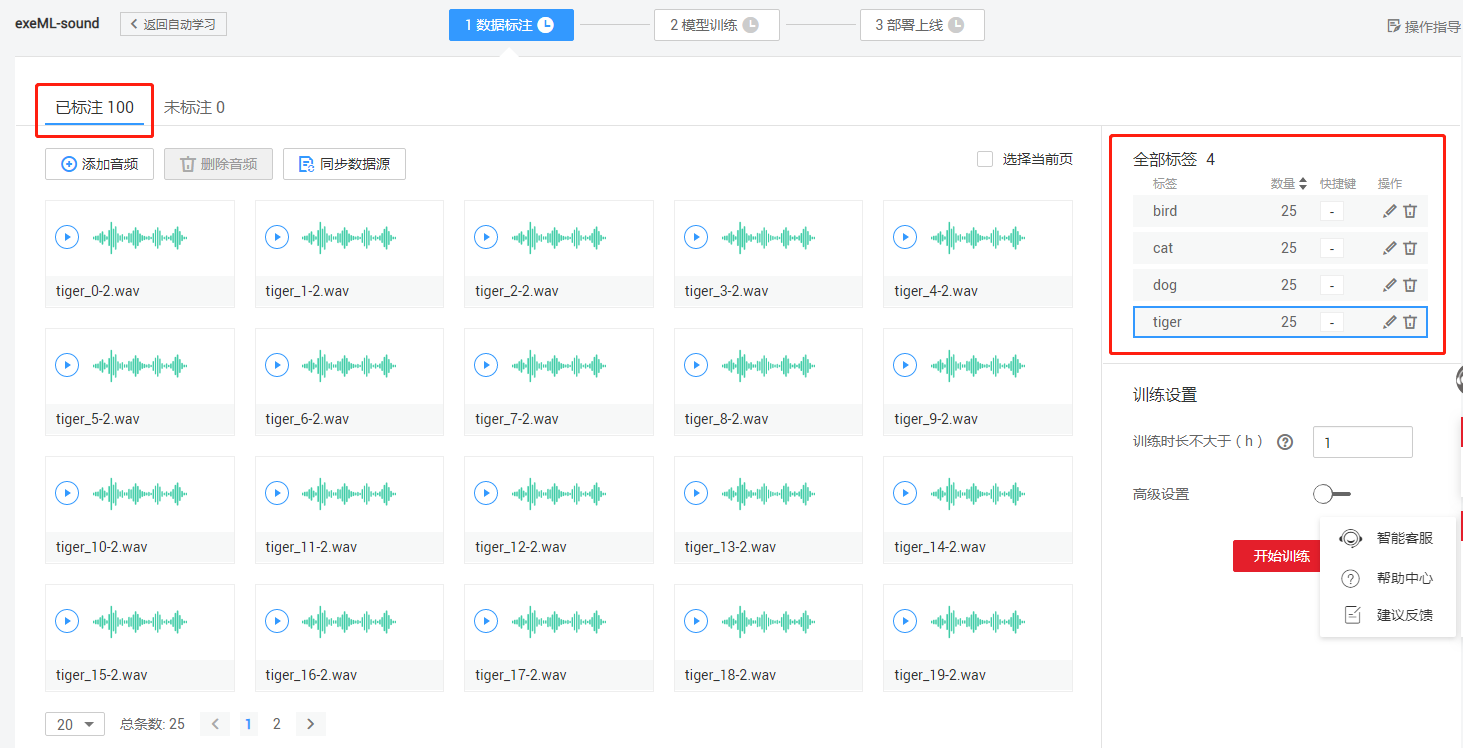 exeML-sound
返回自动学习
1 数据标注
2 模型训练
3 部署上线
操作指导
已标注 100
未标注 0
添加音频
删除音频
同步数据源
选择当前页
tiger_0-2.wav
tiger_1-2.wav
tiger_2-2.wav
tiger_3-2.wav
tiger_4-2.wav
tiger_5-2.wav
tiger_6-2.wav
tiger_7-2.wav
tiger_8-2.wav
tiger_9-2.wav
tiger_10-2.wav
tiger_11-2.wav
tiger_12-2.wav
tiger_13-2.wav
tiger_14-2.wav
tiger_15-2.wav
tiger_16-2.wav
tiger_17-2.wav
tiger_18-2.wav
tiger_19-2.wav
20
总条数: 25
1
2
全部标签 4
标签 数量 快捷键 操作
bird 25 -
cat 25 -
dog 25 -
tiger 25 -
训练设置
训练时长不大于 ( h ) ? 1
高级设置
开始训练
智能客服
帮助中心
建议反馈